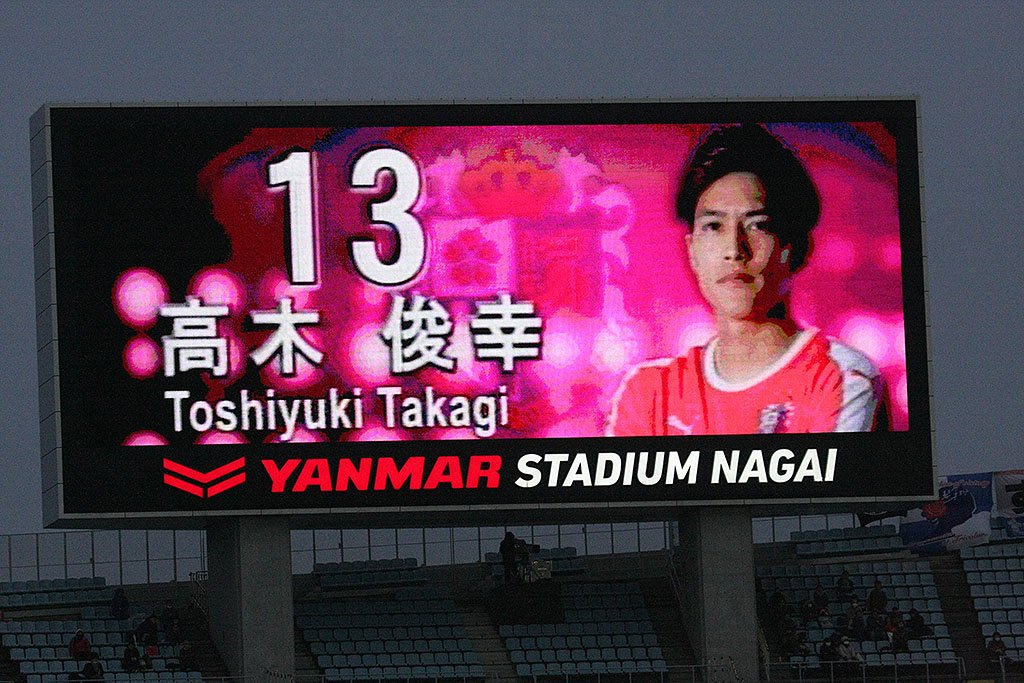 13
高木 俊幸
Toshiyuki Takagi
YANMAR STADIUM NAGAI